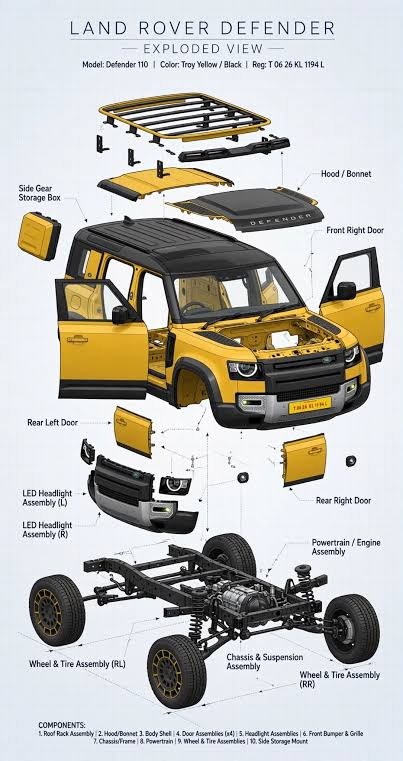 LAND ROVER DEFENDER
EXPLODED VIEW
Model: Defender 110 | Color: Troy Yellow / Black | Reg: T 06 26 KL 1194 L
Hood / Bonnet
Side Gear
Storage Box
DEFENDER
Front Right Door
T 06 26 KL 1194 L
Rear Left Door
LED Headlight
Assembly (L)
Rear Right Door
LED Headlight
Assembly (R)
Powertrain / Engine
Assembly
Wheel & Tire Assembly (RL)
Chassis & Suspension
Assembly
Wheel & Tire Assembly
(RR)
COMPONENTS:
1. Roof Rack Assembly | 2. Hood/Bonnet 3. Body Shell | 4. Door Assemblies (x4) | 5. Headlight Assemblies | 6. Front Bumper & Grille
7. Chassis/Frame | 8. Powertrain | 9. Wheel & Tire Assemblies | 10. Side Storage Mount